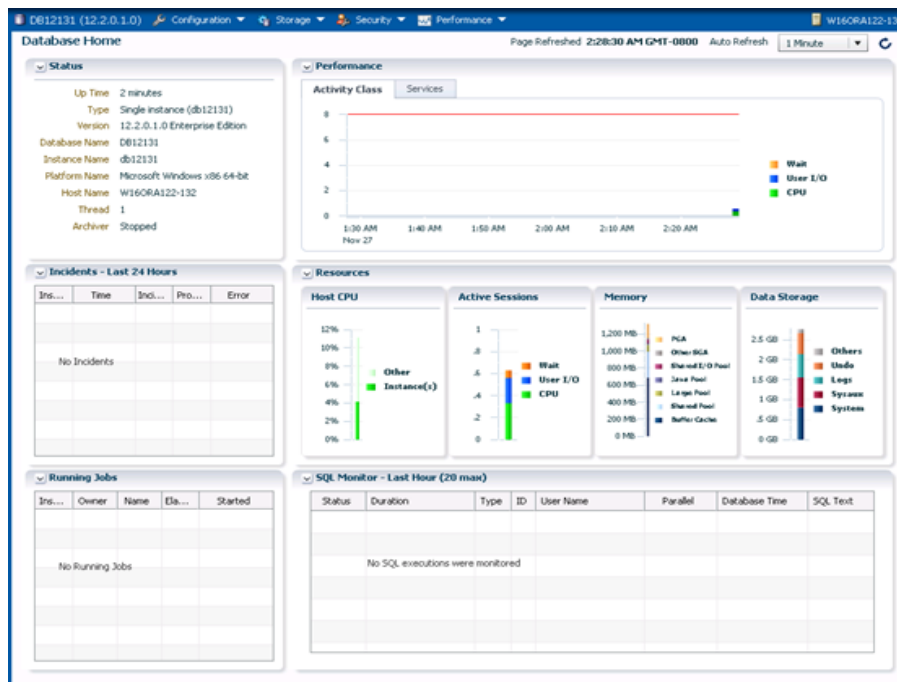 DB12131 (12.2.0.1.0) Configuration Storage Security Performance W16ORA122-13
Database Home
Page Refreshed 2:28:30 AM GMT-0800 Auto Refresh 1 Minute
Status
Up Time 2 minutes
Type Single instance (db12131)
Version 12.2.0.1.0 Enterprise Edition
Database Name DB12131
Instance Name db12131
Platform Name Microsoft Windows x86 64-bit
Host Name W16ORA122-132
Thread 1
Archiver Stopped
Performance
Activity Class Services
8
6
4
2
0
1:30 AM 1:40 AM 1:50 AM 2:00 AM 2:10 AM 2:20 AM
Nov 27
Wait
User I/O
CPU
Incidents - Last 24 Hours
Ins.... Time Inci... Pro... Error
No Incidents
Resources
Host CPU
12%
10%
8%
6%
4%
2%
0%
Other
Instance(s)
Active Sessions
1
.8
.6
.4
.2
0
Wait
User I/O
CPU
Memory
1,200 MB
1,000 MB
800 MB
600 MB
400 MB
200 MB
0 MB
PGA
Other SGA
Shared I/O Pool
Java Pool
Large Pool
Shared Pool
Buffer Cache
Data Storage
2.5 GB
2 GB
1.5 GB
1 GB
.5 GB
0 GB
Others
Undo
Logs
Sysaux
System
Running Jobs
Ins.... Owner Name Ela.... Started
No Running Jobs
SQL Monitor - Last Hour (20 max)
Status Duration Type ID User Name Parallel Database Time SQL Text
No SQL executions were monitored